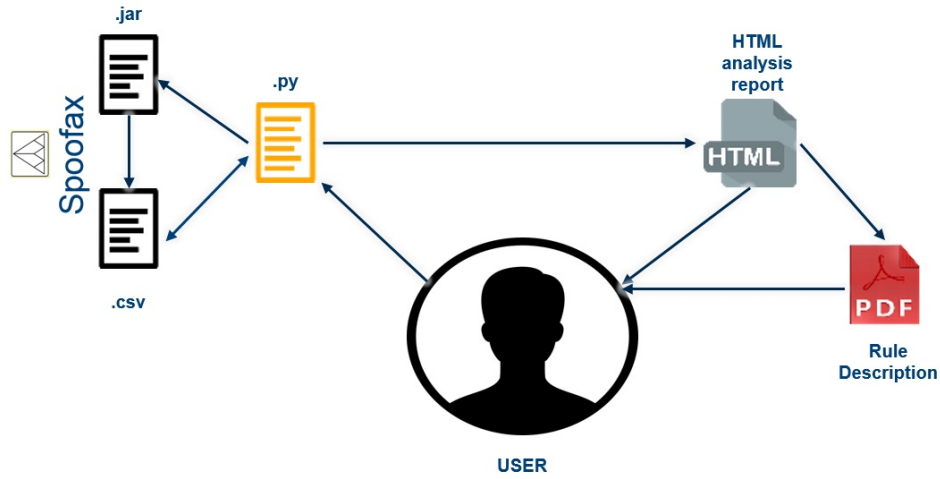 .jar
HTML
analysis
report
.py
Spoofax
HTML
.csv
PDF
Rule
Description
USER